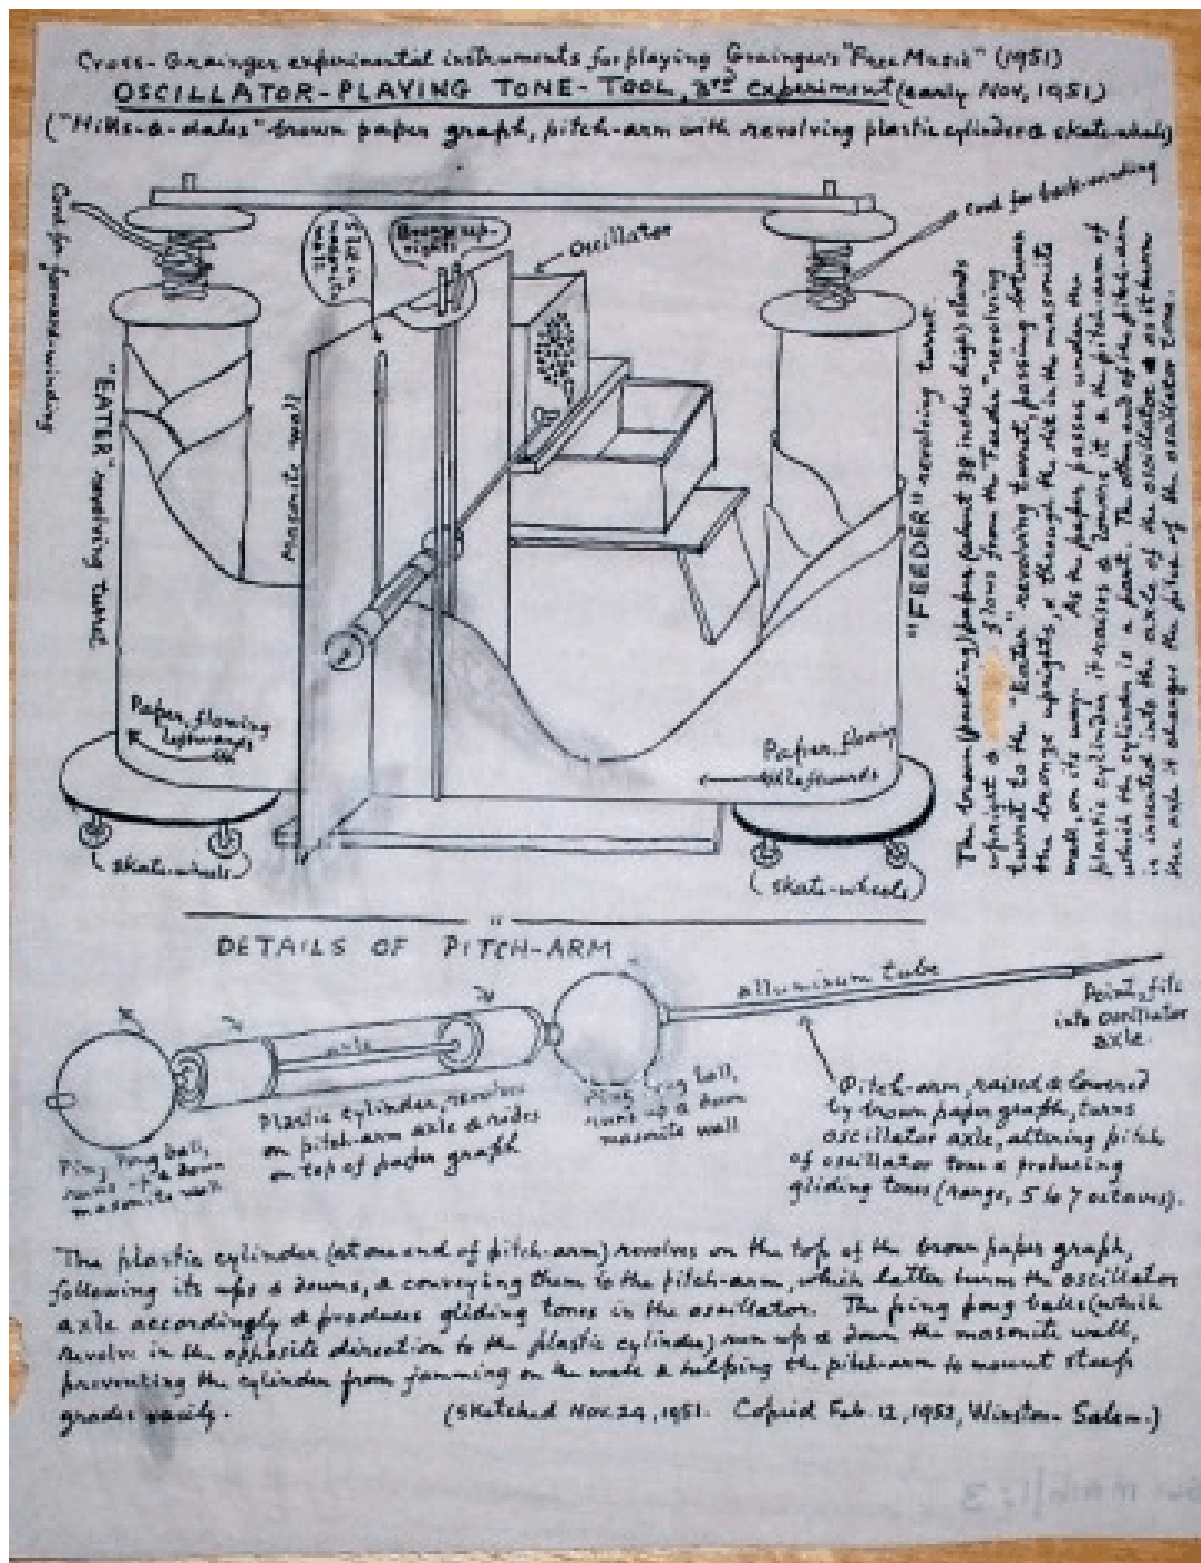 Cross-Grainger experimental instruments for playing Grainger's "Free Music" (1951)
OSCILLATOR-PLAYING TONE-TOOL, 3rd Experiment (early Nov, 1951)
("Hills-&-dales" brown paper graph, pitch-arm with revolving plastic cylinder & skate-wheels)
Cord for forward-winding
Slit in masonite wall
Bronze uprights
Oscillator
Cord for back-winding
"EATER" revolving turret
Masonite wall
"FEEDER" revolving turret.
The brown (packing) paper (about 38 inches high) stands
upright & flows from the "Feeder" revolving
turret to the "Eater" revolving turret, passing between
the bronze uprights, & through the slit in the masonite
wall, on its way. As the paper passes under the
plastic cylinder it raises & lowers it & the pitch-arm of
which the cylinder is a part. The other end of the pitch-arm
is inserted into the axle of the oscillator & as it turns
the axle it changes the pitch of the oscillator tone.
Paper, flowing
leftwards
Paper, flowing
leftwards
(skate-wheels)
(skate-wheels)
DETAILS OF PITCH-ARM
alluminum tube
Point, fits
into oscillator
axle.
axle
Ping pong ball,
runs up & down
masonite wall
Plastic cylinder, revolves
on pitch-arm axle & rides
on top of paper graph
Ping pong ball,
runs up & down
masonite wall
Pitch-arm, raised & lowered
by brown paper graph, turns
oscillator axle, altering pitch
of oscillator tone & producing
gliding tones (range, 5 to 7 octaves).
The plastic cylinder (at one end of pitch-arm) revolves on the top of the brown paper graph,
following its ups & downs, & conveying them to the pitch-arm, which latter turns the oscillator
axle accordingly & produces gliding tones in the oscillator. The ping pong balls (which
revolve in the opposite direction to the plastic cylinder) run up & down the masonite wall,
preventing the cylinder from jamming on the wall & helping the pitch-arm to mount steep
grades easily.
(Sketched Nov. 24, 1951. Copied Feb. 12, 1952, Winston-Salem.)